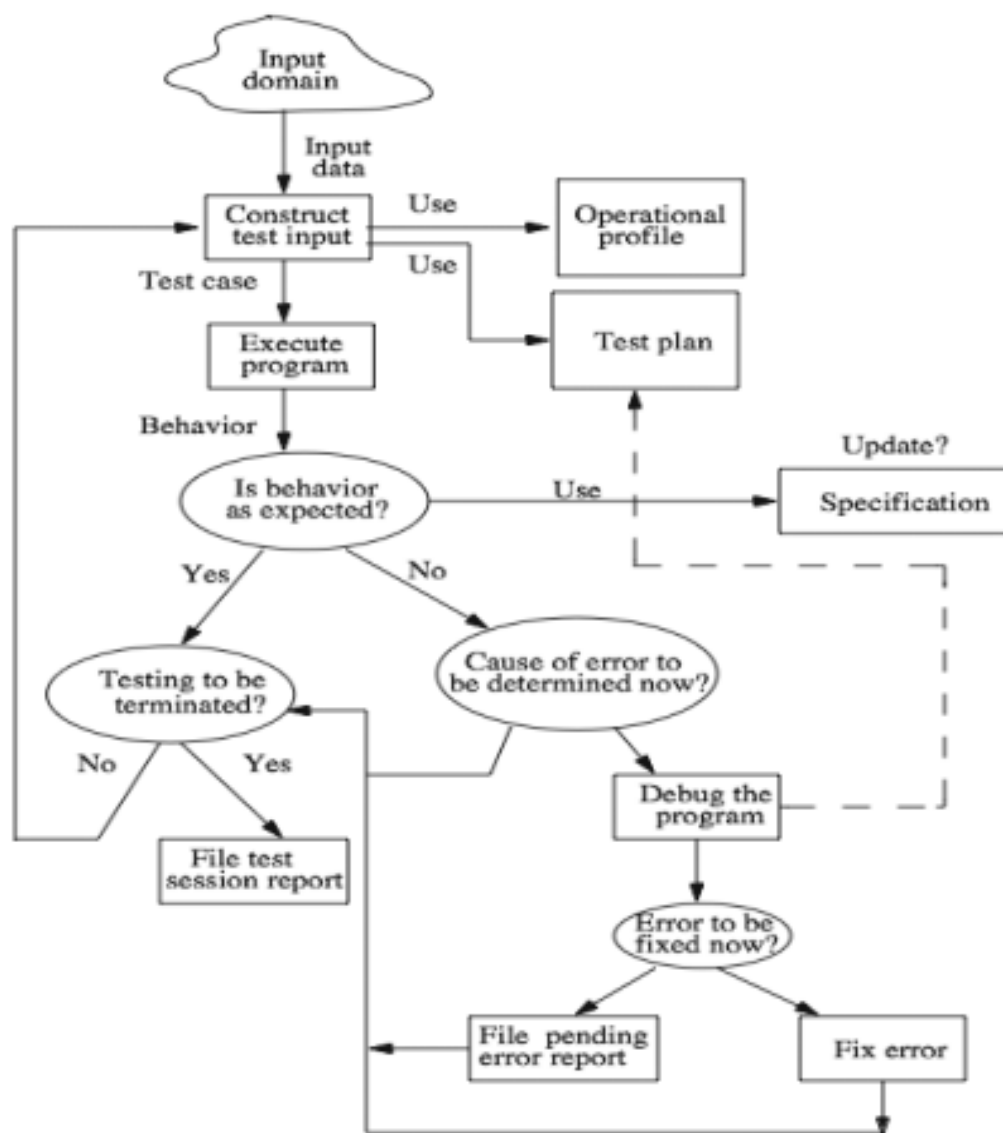 Input
domain
Input
data
Construct
test input
Use
Operational
profile
Use
Test case
Test plan
Execute
program
Behavior
Update?
Is behavior
as expected?
Use
Specification
Yes
No
Testing to be
terminated?
Cause of error to
be determined now?
No
Yes
Debug the
program
File test
session report
Error to be
fixed now?
File pending
error report
Fix error